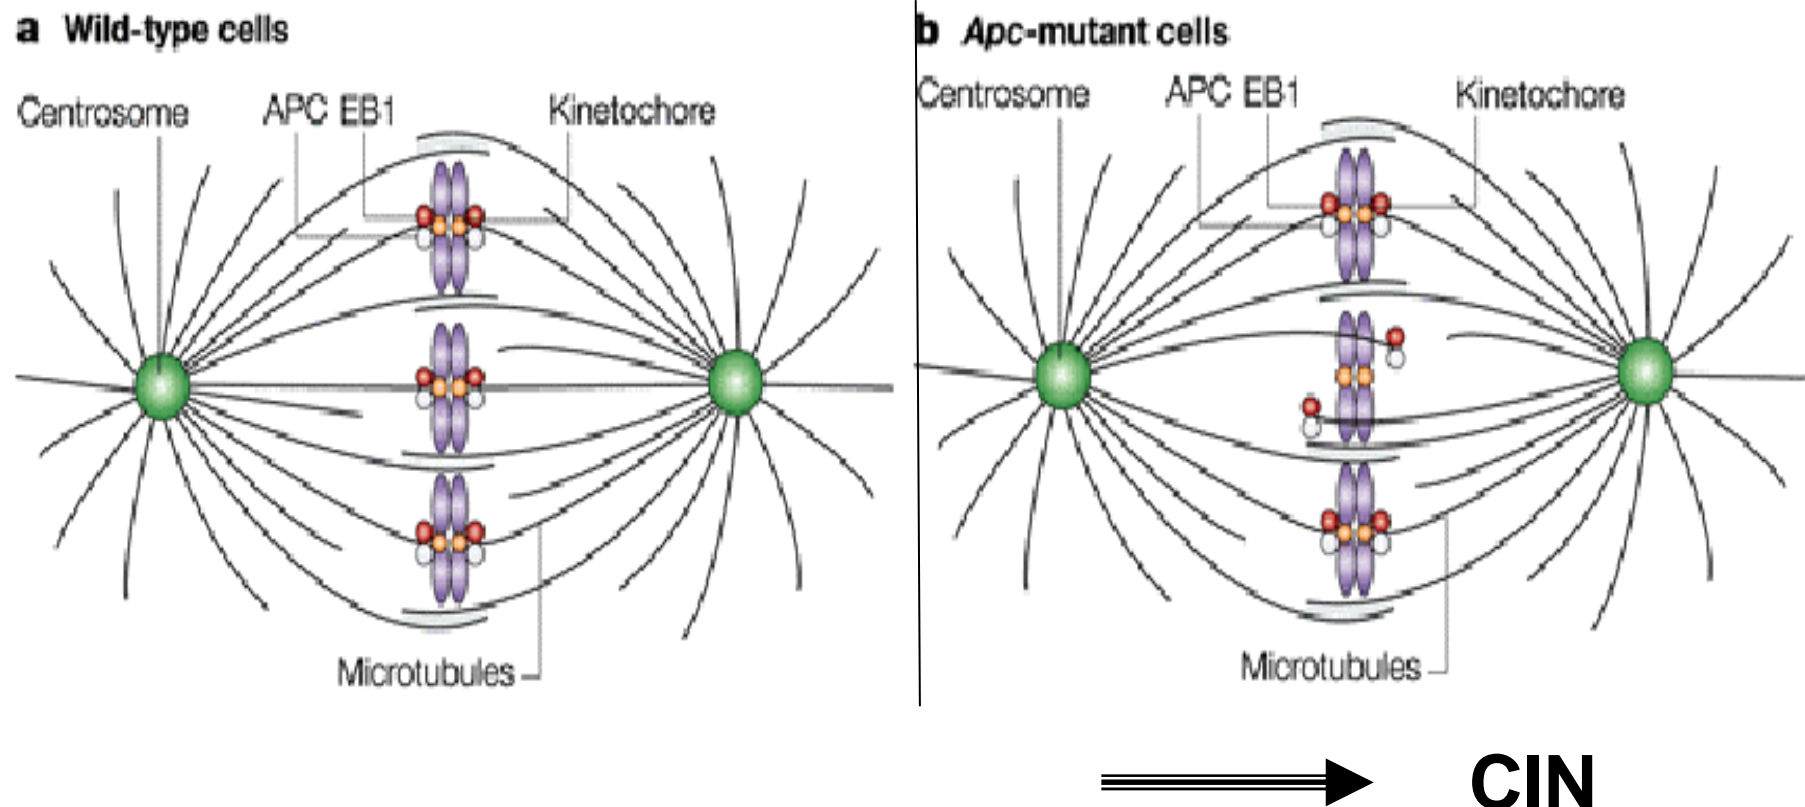 a Wild-type cells
Centrosome APC EB1 Kinetochore
Microtubules
b Apc-mutant cells
Centrosome APC EB1 Kinetochore
Microtubules
CIN